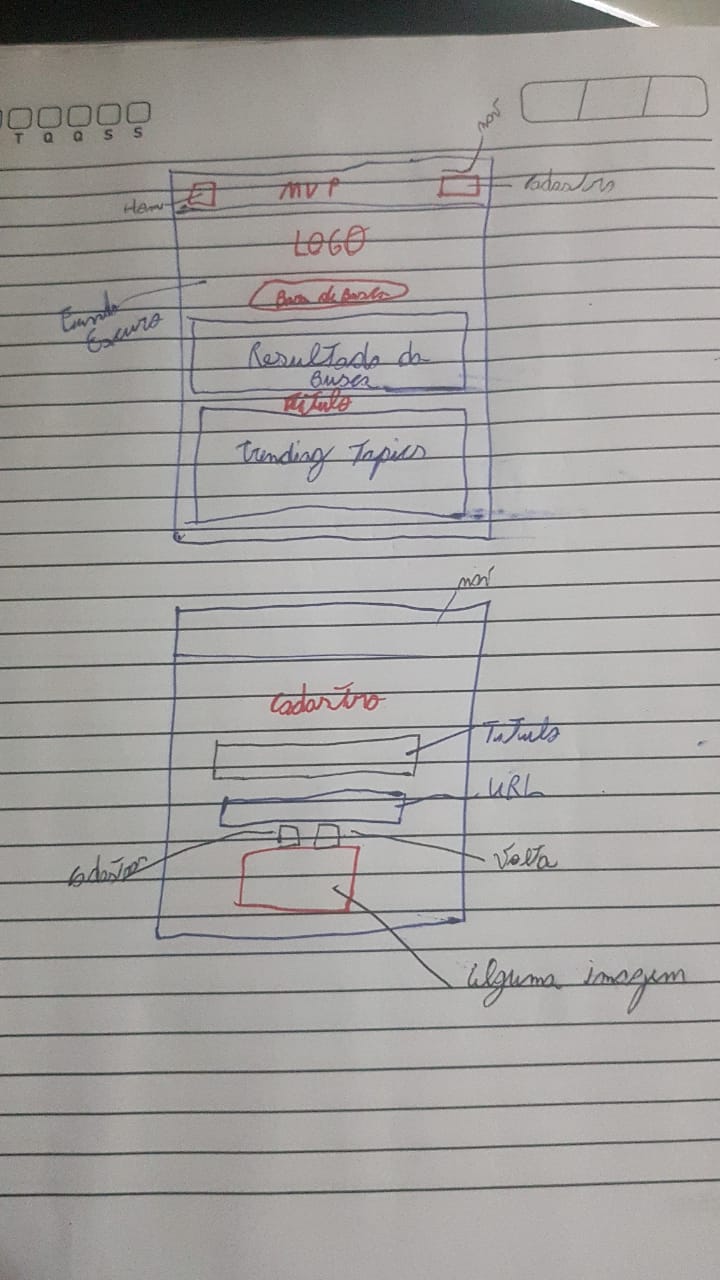 T Q Q S S
nav
MVP
Cadastro
Ham
LOGO
Barra de Busca
Fundo
Escuro
Resultado da
Busca
Titulo
Trending Topics
nav
Cadastro
Titulo
URL
Cadastrar
Volta
Alguma imagem